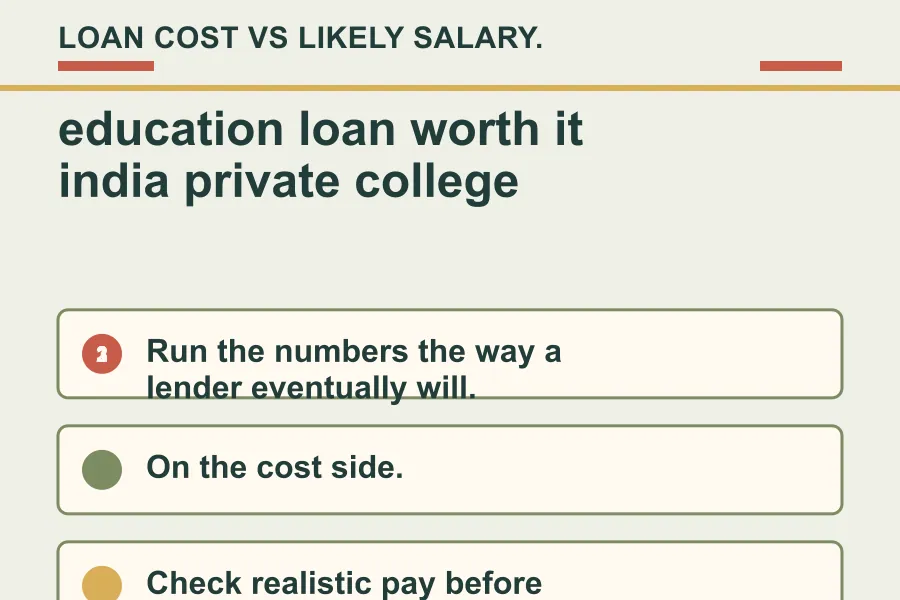 LOAN COST VS LIKELY SALARY.
education loan worth it
india private college
Run the numbers the way a
lender eventually will.
On the cost side.
Check realistic pay before